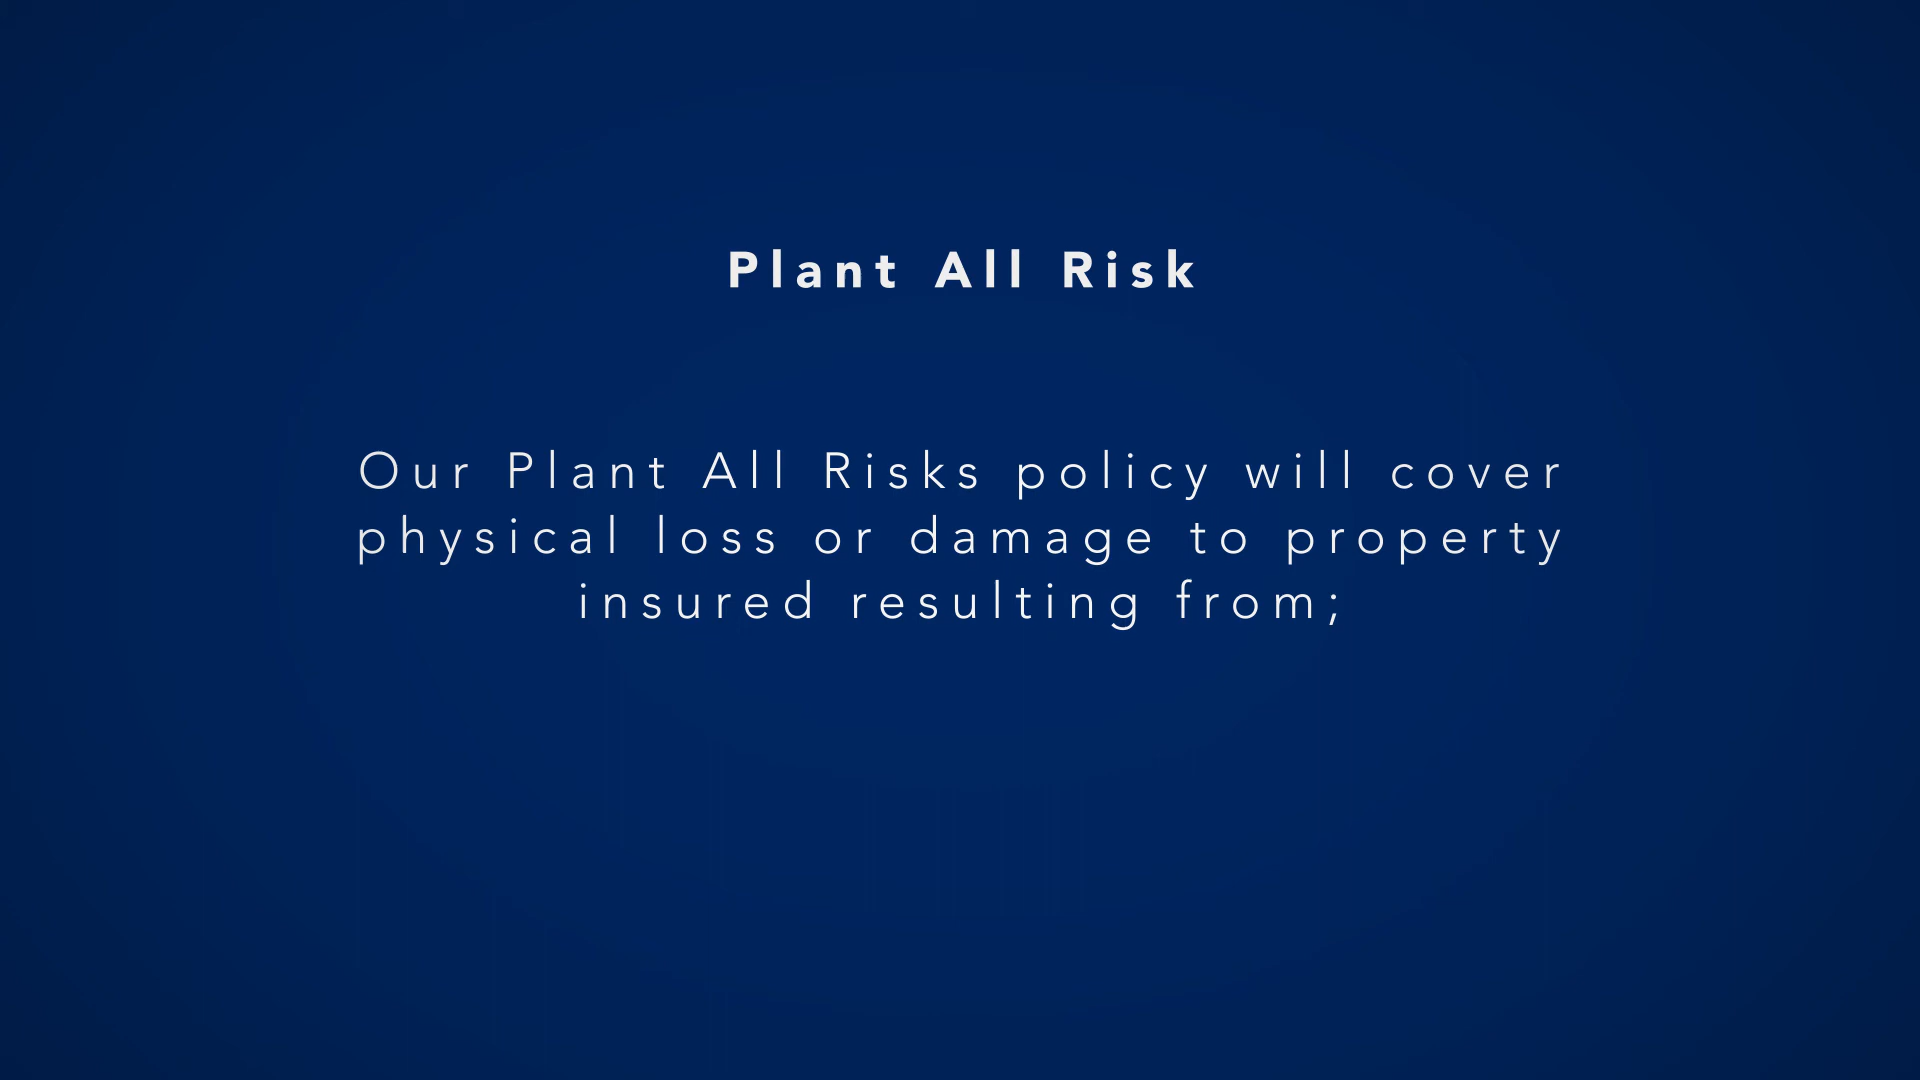 Plant All Risk
Our Plant All Risks policy will cover
physical loss or damage to property
insured resulting from;